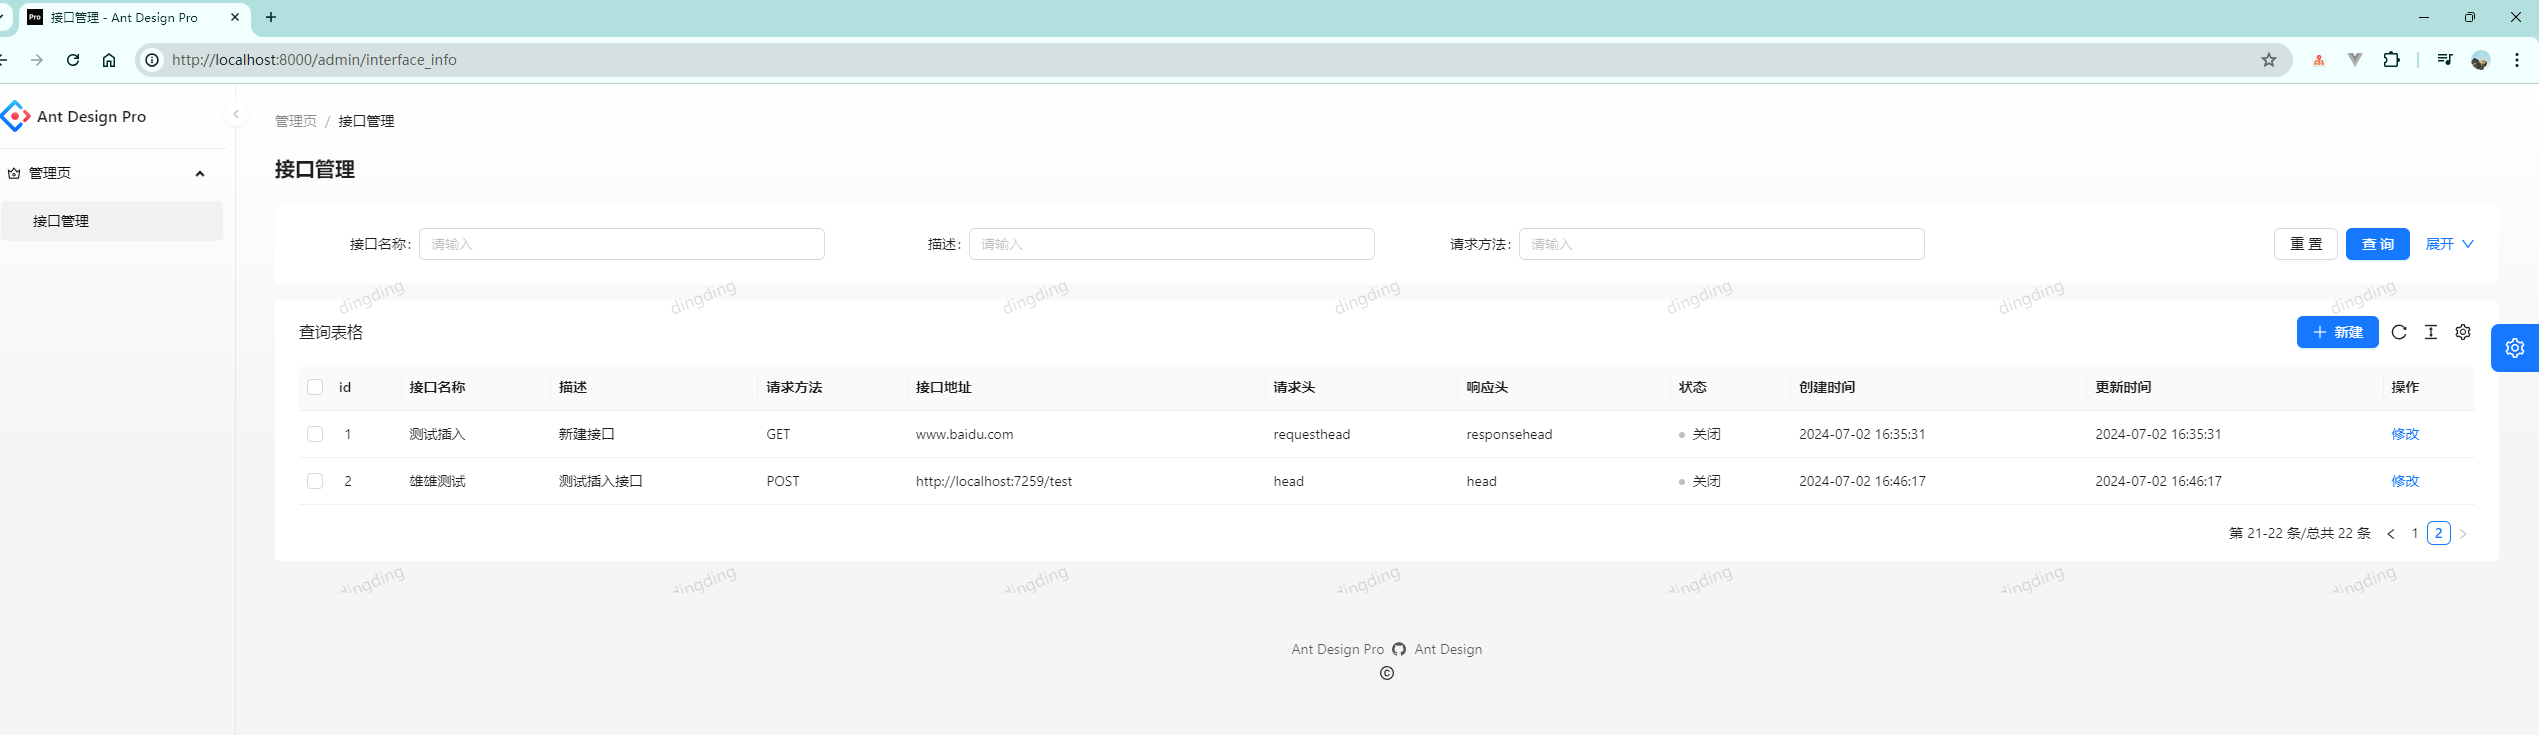 Pro 接口管理 - Ant Design Pro
http://localhost:8000/admin/interface_info
Ant Design Pro
管理页
接口管理
管理页 / 接口管理
接口管理
接口名称: 请输入 描述: 请输入 请求方法: 请输入 重 置 查 询 展开
dingding dingding dingding dingding dingding dingding dingding
查询表格 新建
id 接口名称 描述 请求方法 接口地址 请求头 响应头 状态 创建时间 更新时间 操作
1 测试插入 新建接口 GET www.baidu.com requesthead responsehead 关闭 2024-07-02 16:35:31 2024-07-02 16:35:31 修改
2 雄雄测试 测试插入接口 POST http://localhost:7259/test head head 关闭 2024-07-02 16:46:17 2024-07-02 16:46:17 修改
第 21-22 条/总共 22 条 < 1 2 >
dingding dingding dingding dingding dingding dingding dingding
Ant Design Pro Ant Design
©